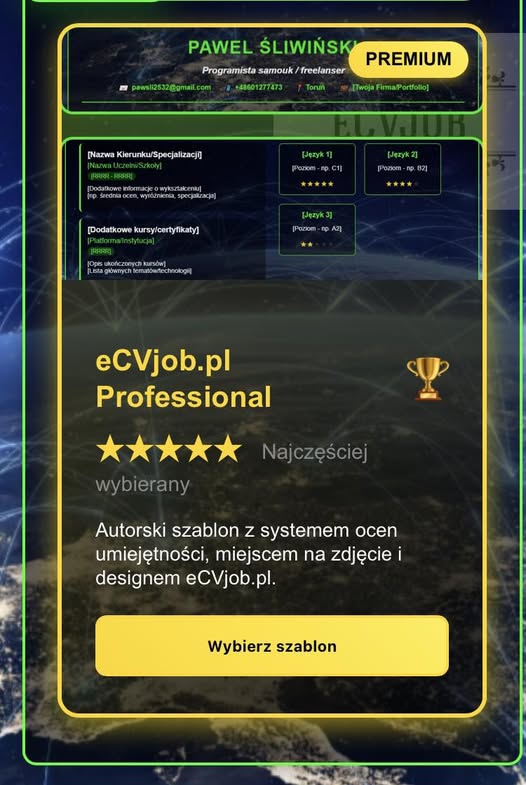 PAWEL ŚLIWIŃSKI
PREMIUM
Programista samouk / freelanser
pawsli2532@gmail.com +48601277473 Toruń [Twoja Firma/Portfolio]
ECVJOB
[Nazwa Kierunku/Specjalizacji]
[Nazwa Uczelni/Szkoły]
[RRRR - RRRR]
[Dodatkowe informacje o wykształceniu]
[np. średnia ocen, wyróżnienia, specjalizacja]
[Dodatkowe kursy/certyfikaty]
[Platforma/Instytucja]
[RRRR]
[Opis ukończonych kursów]
[Lista głównych tematów/technologii]
[Język 1]
[Poziom - np. C1]
★★★★★
[Język 2]
[Poziom - np. B2]
★★★★★
[Język 3]
[Poziom - np. A2]
★★★★★
eCVjob.pl
Professional
★★★★★ Najczęściej
wybierany
Autorski szablon z systemem ocen
umiejętności, miejscem na zdjęcie i
designem eCVjob.pl.
Wybierz szablon